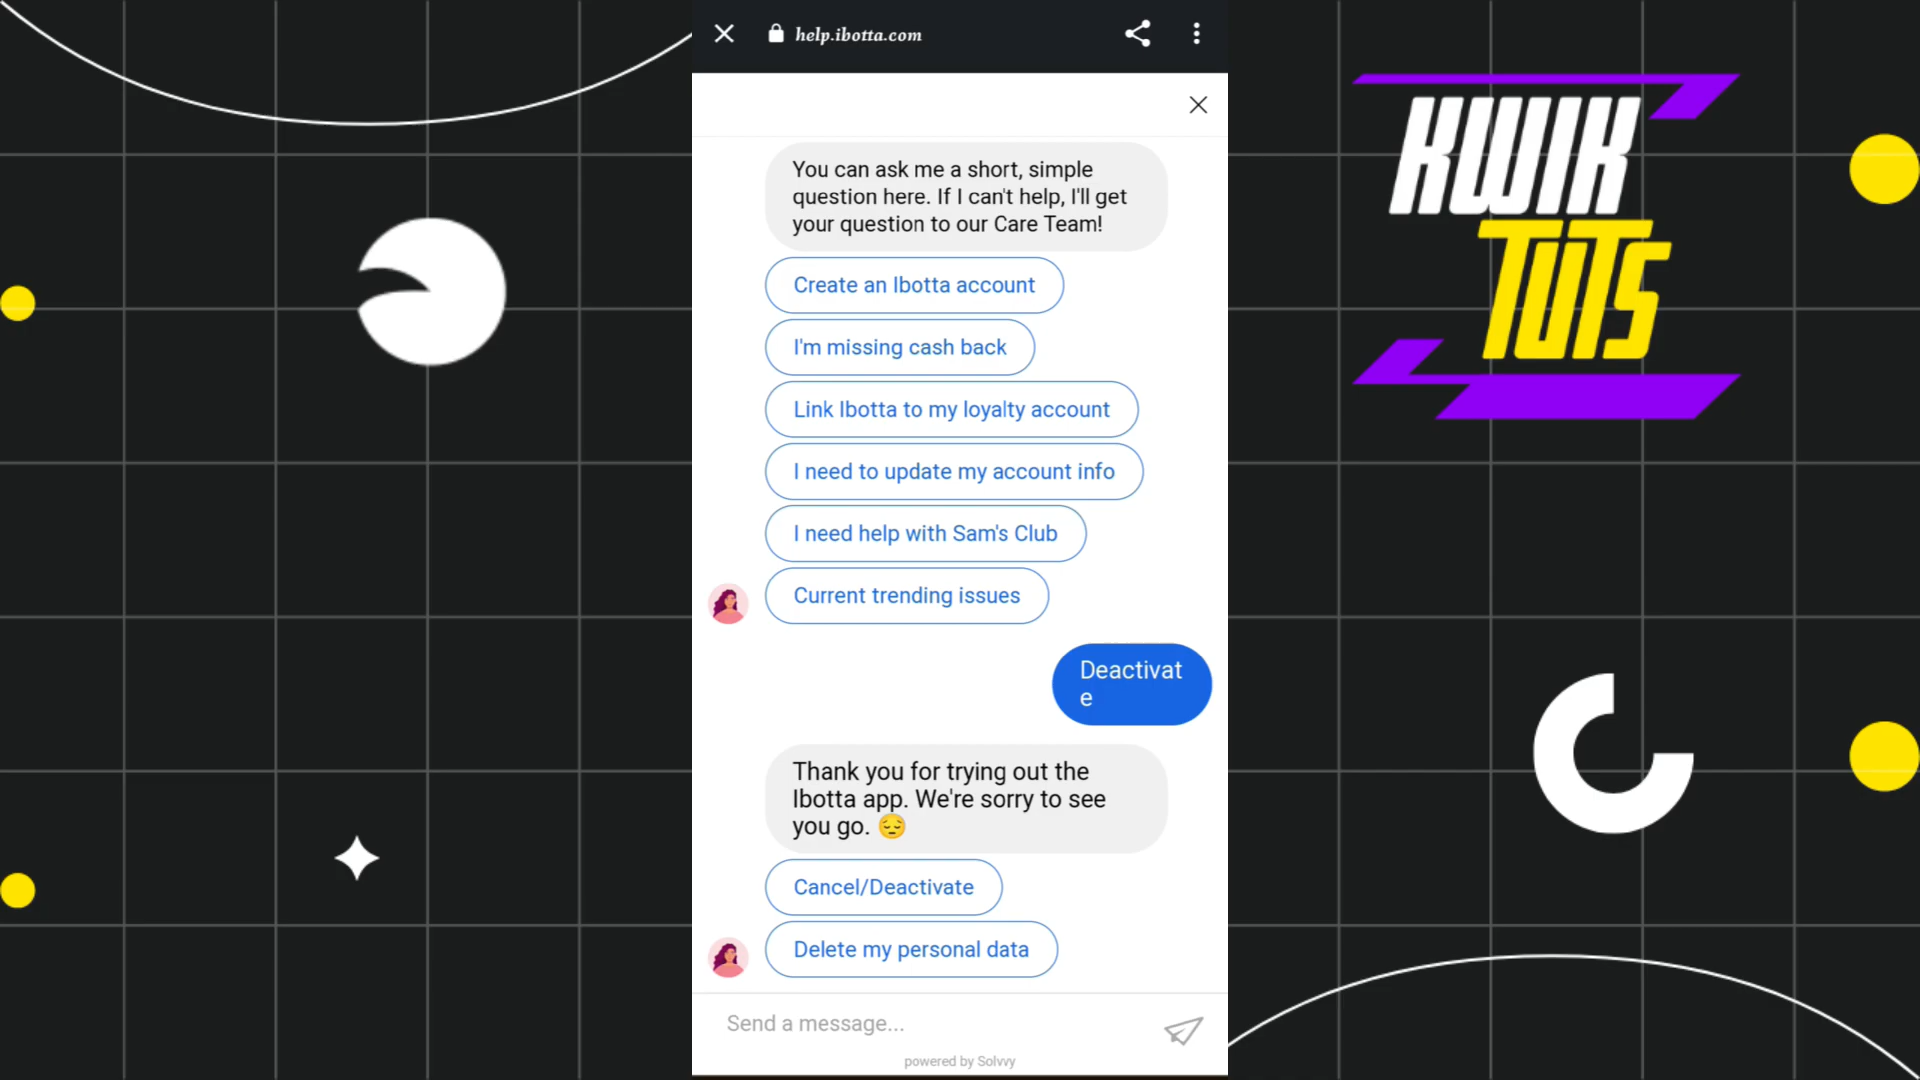 help.ibotta.com
You can ask me a short, simple
question here. If I can't help, I'll get
your question to our Care Team!
Create an Ibotta account
I'm missing cash back
Link Ibotta to my loyalty account
I need to update my account info
I need help with Sam's Club
Current trending issues
Deactivat
e
Thank you for trying out the
Ibotta app. We're sorry to see
you go. 😔
Cancel/Deactivate
Delete my personal data
Send a message...
powered by Solvvy
KWIK
TUTS